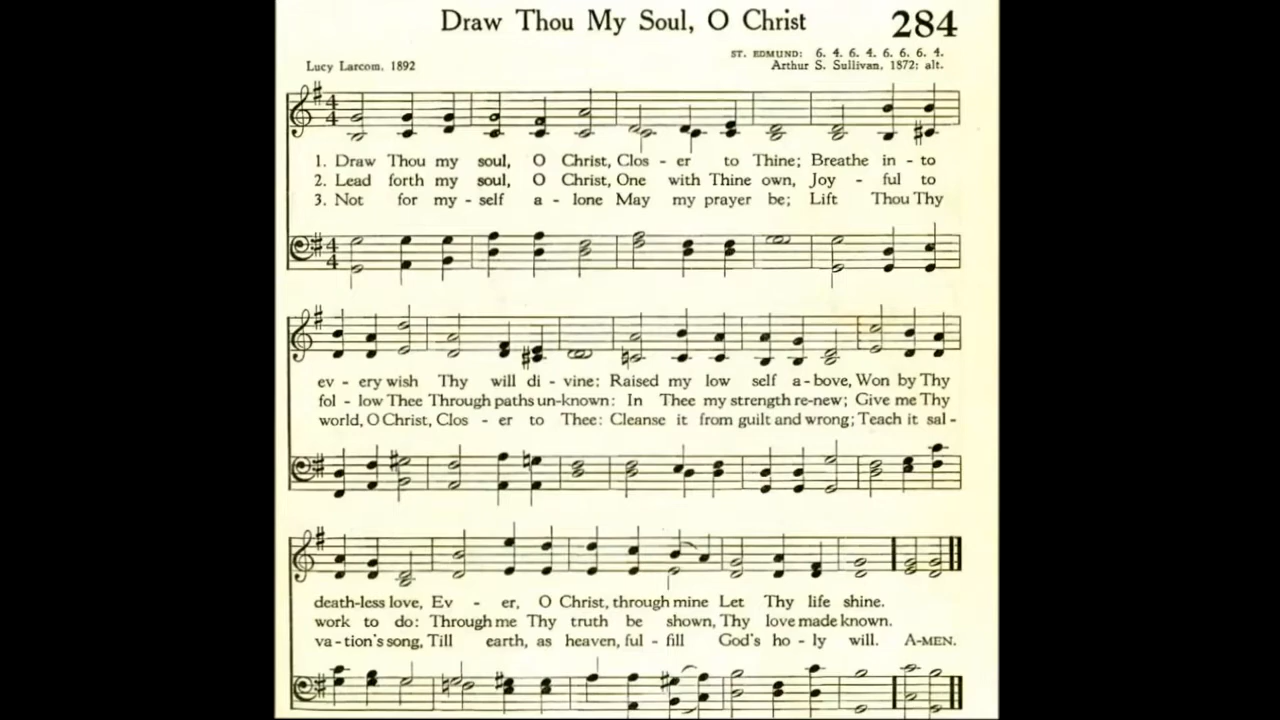 Draw Thou My Soul, O Christ 284
ST. EDMUND: 6. 4. 6. 4. 6. 6. 6. 4.
Lucy Larcom, 1892 Arthur S. Sullivan, 1872; alt.
1. Draw Thou my soul, O Christ, Clos - er to Thine; Breathe in - to
2. Lead forth my soul, O Christ, One with Thine own, Joy - ful to
3. Not for my - self a - lone May my prayer be; Lift Thou Thy
ev - ery wish Thy will di - vine: Raised my low self a - bove, Won by Thy
fol - low Thee Through paths un-known: In Thee my strength re-new; Give me Thy
world, O Christ, Clos - er to Thee: Cleanse it from guilt and wrong; Teach it sal -
death-less love, Ev - er, O Christ, through mine Let Thy life shine.
work to do: Through me Thy truth be shown, Thy love made known.
va - tion's song, Till earth, as heaven, ful - fill God's ho - ly will. A-MEN.